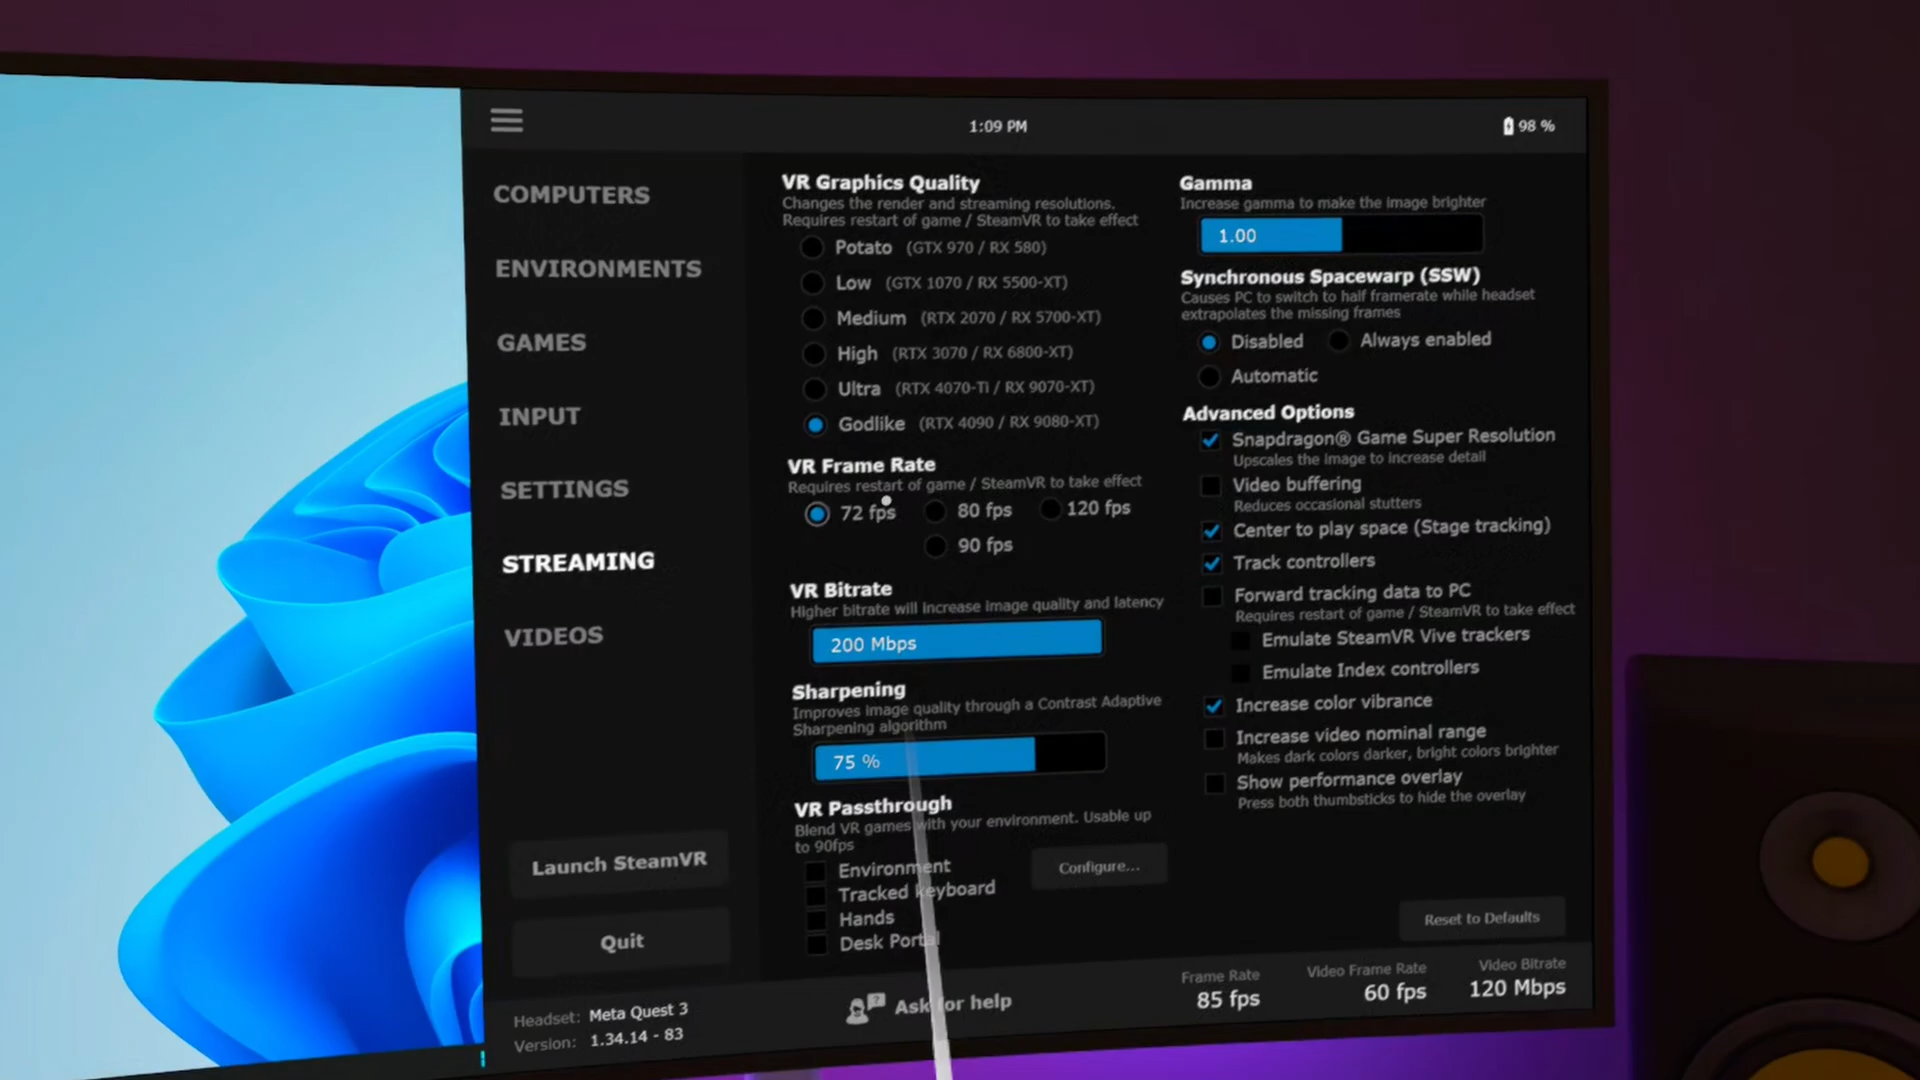 1:09 PM
98 %
COMPUTERS
ENVIRONMENTS
GAMES
INPUT
SETTINGS
STREAMING
VIDEOS
Launch SteamVR
Quit
Headset: Meta Quest 3
Version: 1.34.14 - 83
VR Graphics Quality
Changes the render and streaming resolutions.
Requires restart of game / SteamVR to take effect
Potato (GTX 970 / RX 580)
Low (GTX 1070 / RX 5500-XT)
Medium (RTX 2070 / RX 5700-XT)
High (RTX 3070 / RX 6800-XT)
Ultra (RTX 4070-Ti / RX 9070-XT)
Godlike (RTX 4090 / RX 9080-XT)
VR Frame Rate
Requires restart of game / SteamVR to take effect
72 fps 80 fps 120 fps
90 fps
VR Bitrate
Higher bitrate will increase image quality and latency
200 Mbps
Sharpening
Improves image quality through a Contrast Adaptive
Sharpening algorithm
75 %
VR Passthrough
Blend VR games with your environment. Usable up
to 90fps
Environment
Tracked keyboard
Hands
Desk Portal
Configure...
Gamma
Increase gamma to make the image brighter
1.00
Synchronous Spacewarp (SSW)
Causes PC to switch to half framerate while headset
extrapolates the missing frames
Disabled Always enabled
Automatic
Advanced Options
Snapdragon® Game Super Resolution
Upscales the image to increase detail
Video buffering
Reduces occasional stutters
Center to play space (Stage tracking)
Track controllers
Forward tracking data to PC
Requires restart of game / SteamVR to take effect
Emulate SteamVR Vive trackers
Emulate Index controllers
Increase color vibrance
Increase video nominal range
Makes dark colors darker, bright colors brighter
Show performance overlay
Press both thumbsticks to hide the overlay
Reset to Defaults
Ask for help
Frame Rate
85 fps
Video Frame Rate
60 fps
Video Bitrate
120 Mbps